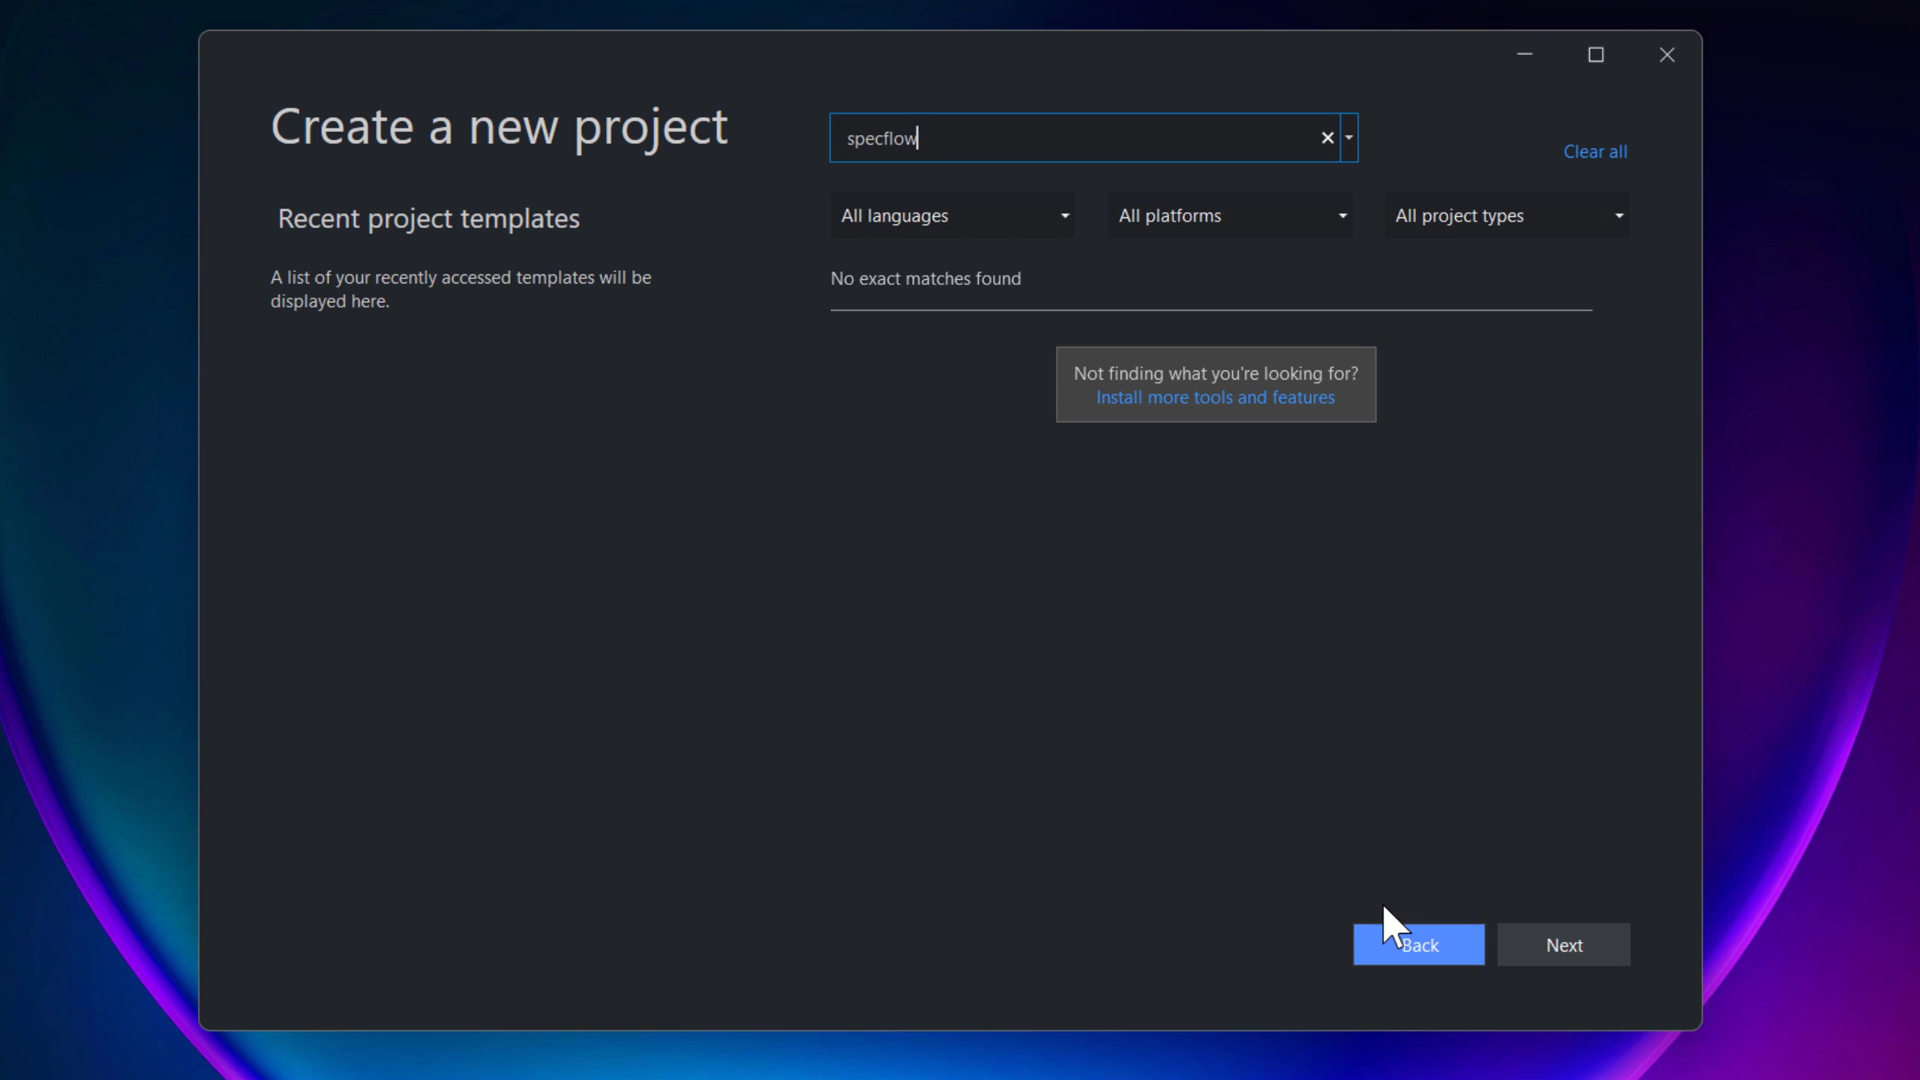 Create a new project
specflow
Clear all
Recent project templates
All languages
All platforms
All project types
A list of your recently accessed templates will be
displayed here.
No exact matches found
Not finding what you're looking for?
Install more tools and features
Back
Next